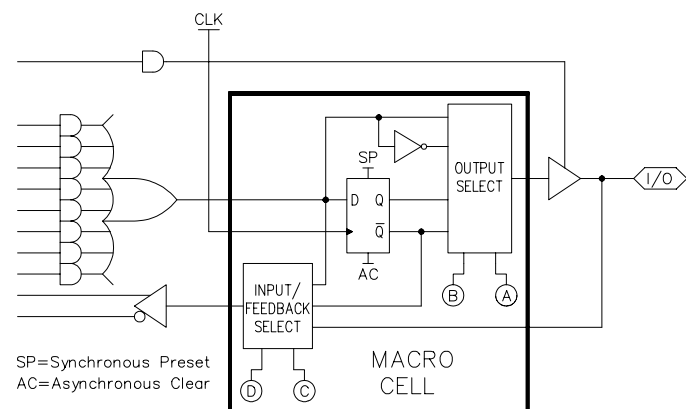 CLK
SP
D Q
Q̅
AC
OUTPUT
SELECT
I/O
B A
INPUT/
FEEDBACK
SELECT
D C
MACRO
CELL
SP=Synchronous Preset
AC=Asynchronous Clear